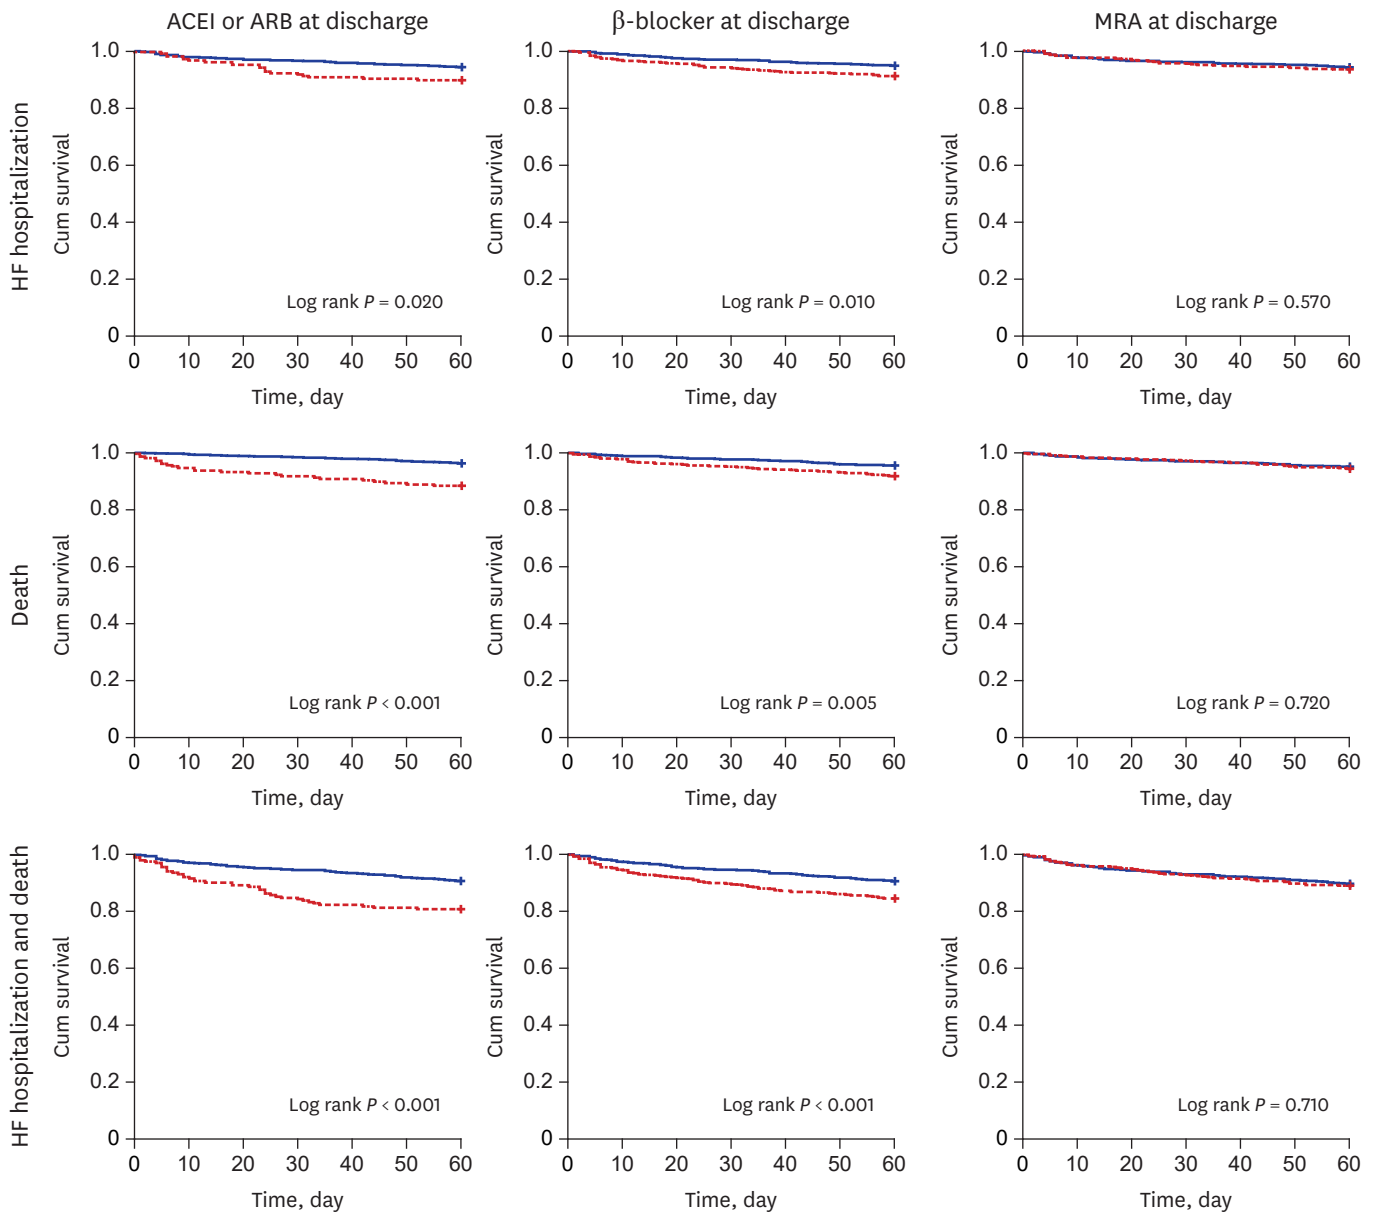 ACEI or ARB at discharge
β-blocker at discharge
MRA at discharge
HF hospitalization
Cum survival
1.0
0.8
0.6
0.4
0.2
0
Log rank P = 0.020
0 10 20 30 40 50 60
Time, day
Cum survival
1.0
0.8
0.6
0.4
0.2
0
Log rank P = 0.010
0 10 20 30 40 50 60
Time, day
Cum survival
1.0
0.8
0.6
0.4
0.2
0
Log rank P = 0.570
0 10 20 30 40 50 60
Time, day
Death
Cum survival
1.0
0.8
0.6
0.4
0.2
0
Log rank P < 0.001
0 10 20 30 40 50 60
Time, day
Cum survival
1.0
0.8
0.6
0.4
0.2
0
Log rank P = 0.005
0 10 20 30 40 50 60
Time, day
Cum survival
1.0
0.8
0.6
0.4
0.2
0
Log rank P = 0.720
0 10 20 30 40 50 60
Time, day
HF hospitalization and death
Cum survival
1.0
0.8
0.6
0.4
0.2
0
Log rank P < 0.001
0 10 20 30 40 50 60
Time, day
Cum survival
1.0
0.8
0.6
0.4
0.2
0
Log rank P < 0.001
0 10 20 30 40 50 60
Time, day
Cum survival
1.0
0.8
0.6
0.4
0.2
0
Log rank P = 0.710
0 10 20 30 40 50 60
Time, day